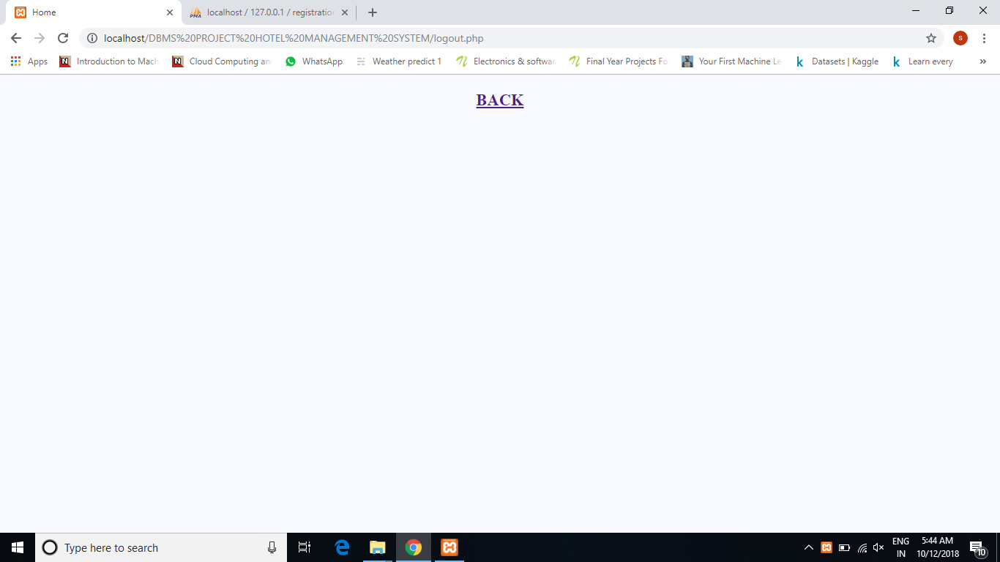 Home
localhost / 127.0.0.1 / registration
localhost/DBMS%20PROJECT%20HOTEL%20MANAGEMENT%20SYSTEM/logout.php
S
Apps Introduction to Mach Cloud Computing an WhatsApp Weather predict 1 Electronics & softwar Final Year Projects Fo Your First Machine Le Datasets | Kaggle Learn every
BACK
Type here to search
ENG 5:44 AM
IN 10/12/2018
10